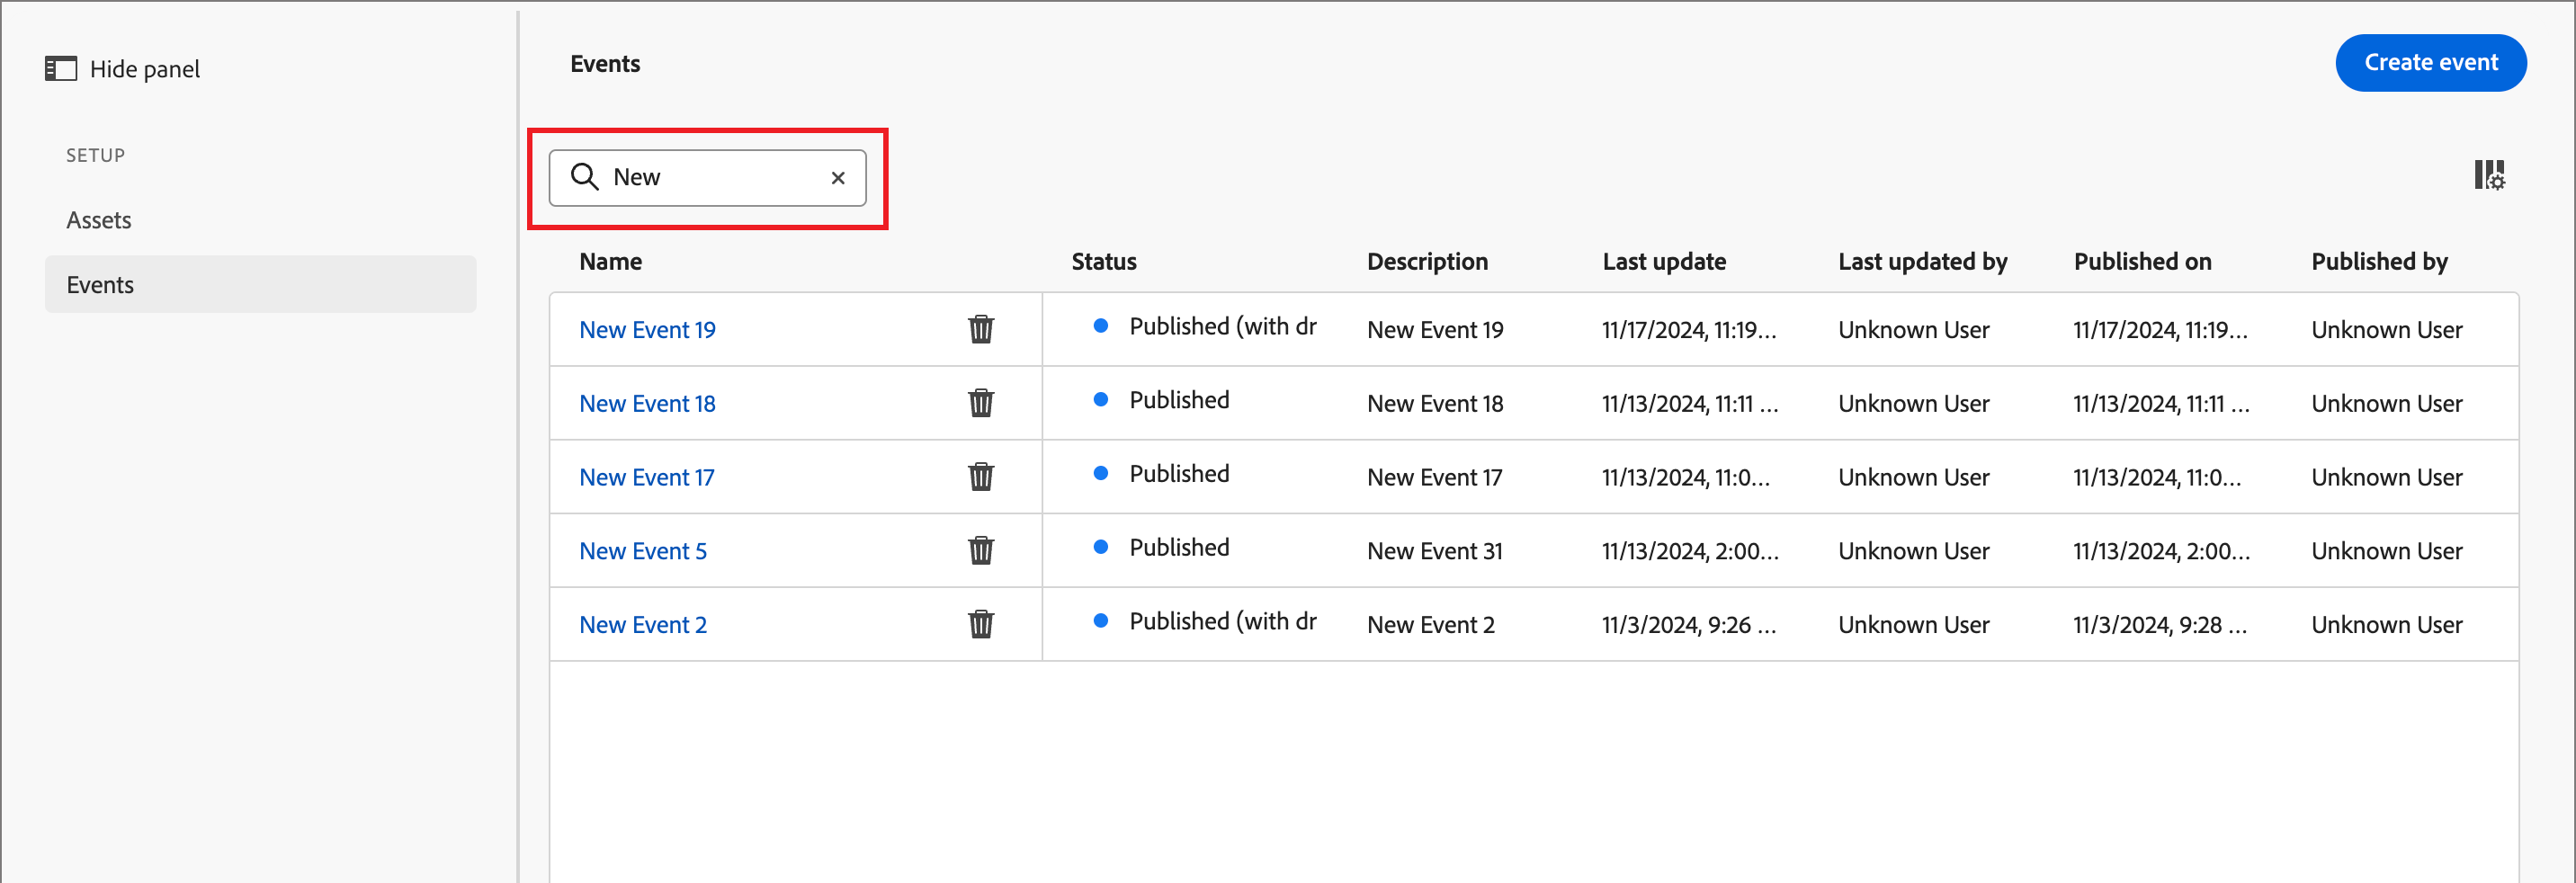 Hide panel
SETUP
Assets
Events
Events
Create event
New
Name Status Description Last update Last updated by Published on Published by
New Event 19 Published (with dr New Event 19 11/17/2024, 11:19... Unknown User 11/17/2024, 11:19... Unknown User
New Event 18 Published New Event 18 11/13/2024, 11:11 ... Unknown User 11/13/2024, 11:11 ... Unknown User
New Event 17 Published New Event 17 11/13/2024, 11:0... Unknown User 11/13/2024, 11:0... Unknown User
New Event 5 Published New Event 31 11/13/2024, 2:00... Unknown User 11/13/2024, 2:00... Unknown User
New Event 2 Published (with dr New Event 2 11/3/2024, 9:26 ... Unknown User 11/3/2024, 9:28 ... Unknown User